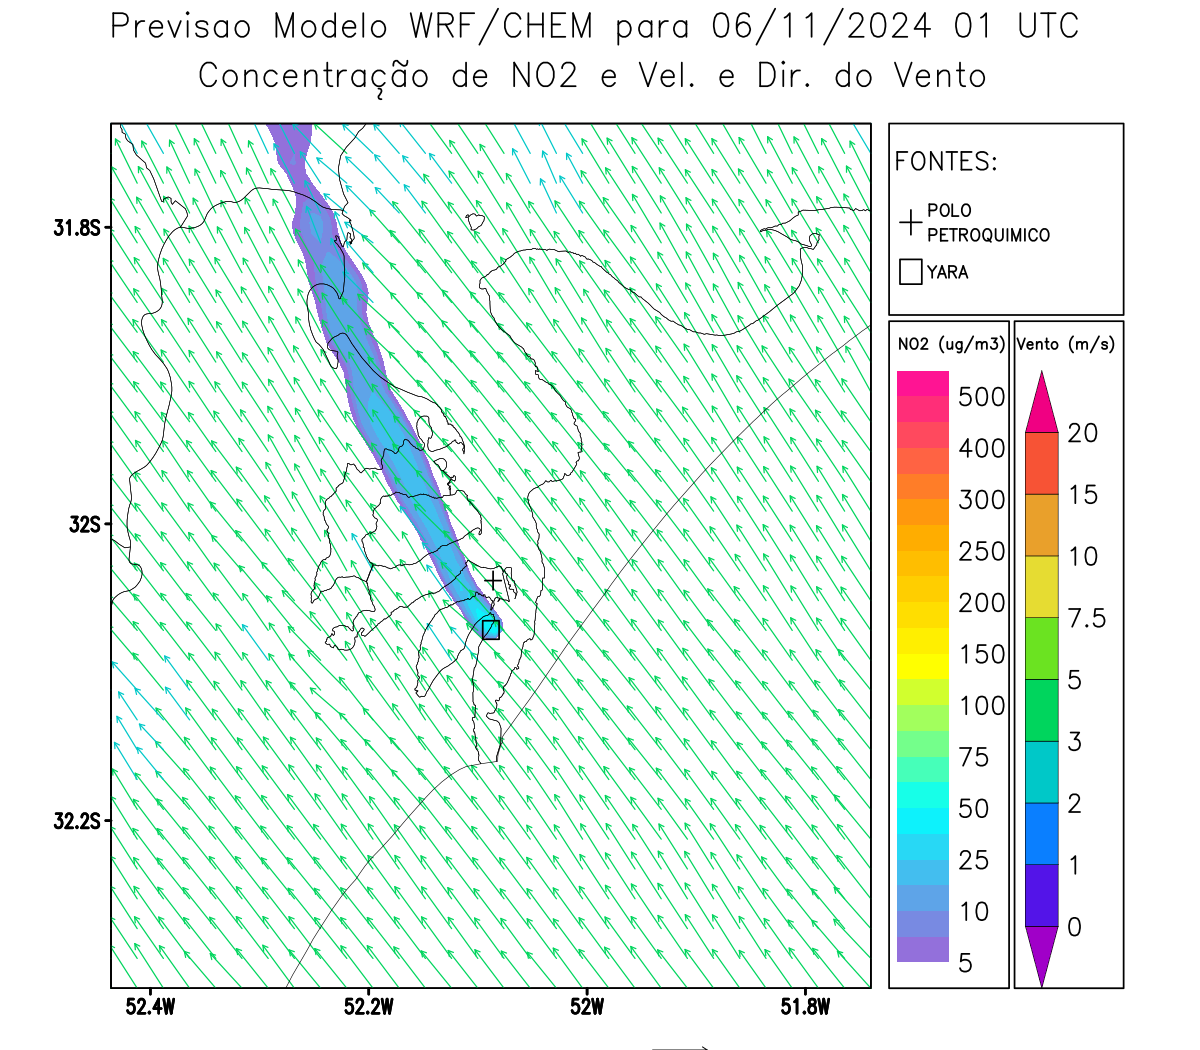 Previsao Modelo WRF/CHEM para 06/11/2024 01 UTC
Concentração de NO2 e Vel. e Dir. do Vento
FONTES:
POLO
PETROQUIMICO
YARA
31.8S
32S
32.2S
52.4W
52.2W
52W
51.8W
NO2 (ug/m3)
500
400
300
250
200
150
100
75
50
25
10
5
Vento (m/s)
20
15
10
7.5
5
3
2
1
0